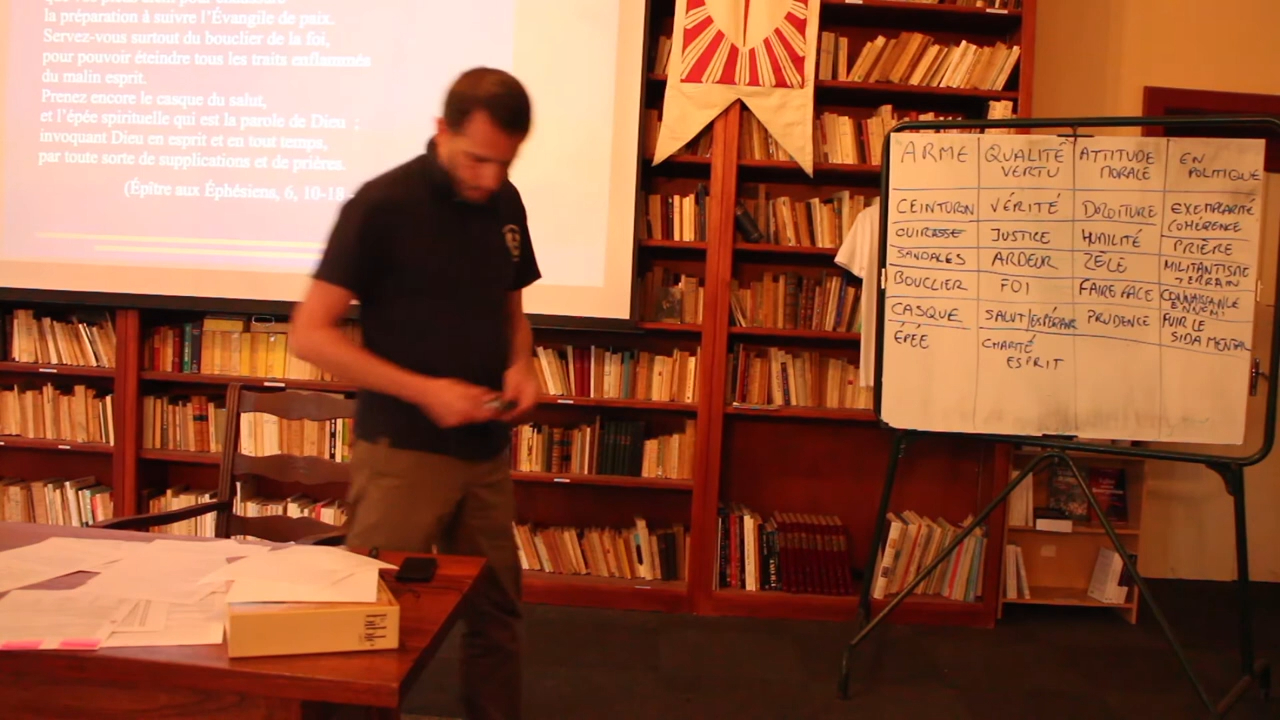 la préparation à suivre l'Évangile de paix.
Servez-vous surtout du bouclier de la foi,
pour pouvoir éteindre tous les traits enflammés
du malin esprit.
Prenez encore le casque du salut,
et l'épée spirituelle qui est la parole de Dieu ;
invoquant Dieu en esprit et en tout temps,
par toute sorte de supplications et de prières.
(Épître aux Éphésiens, 6, 10-18
ARME QUALITÉ VERTU ATTITUDE MORALE EN POLITIQUE
CEINTURON VÉRITÉ DROITURE EXEMPLARITÉ COHÉRENCE
CUIRASSE JUSTICE HUMILITÉ PRIÈRE
SANDALES ARDEUR ZÈLE MILITANTISME TERRAIN
BOUCLIER FOI FAIRE FACE CONNAISSANCE ENNEMI
CASQUE SALUT/ESPÉRANCE PRUDENCE FUIR LE SIDA MENTAL
ÉPÉE CHARITÉ ESPRIT